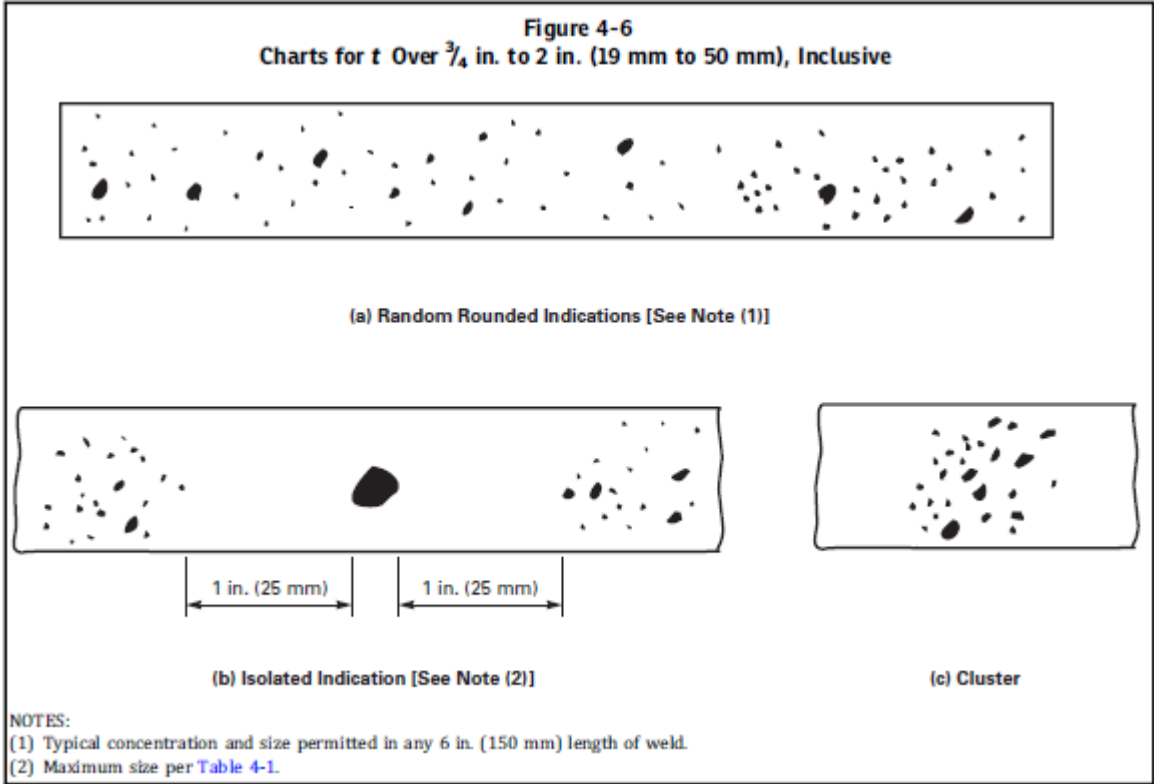 Figure 4-6
Charts for t Over 3/4 in. to 2 in. (19 mm to 50 mm), Inclusive
(a) Random Rounded Indications [See Note (1)]
1 in. (25 mm)
1 in. (25 mm)
(b) Isolated Indication [See Note (2)]
(c) Cluster
NOTES:
(1) Typical concentration and size permitted in any 6 in. (150 mm) length of weld.
(2) Maximum size per Table 4-1.